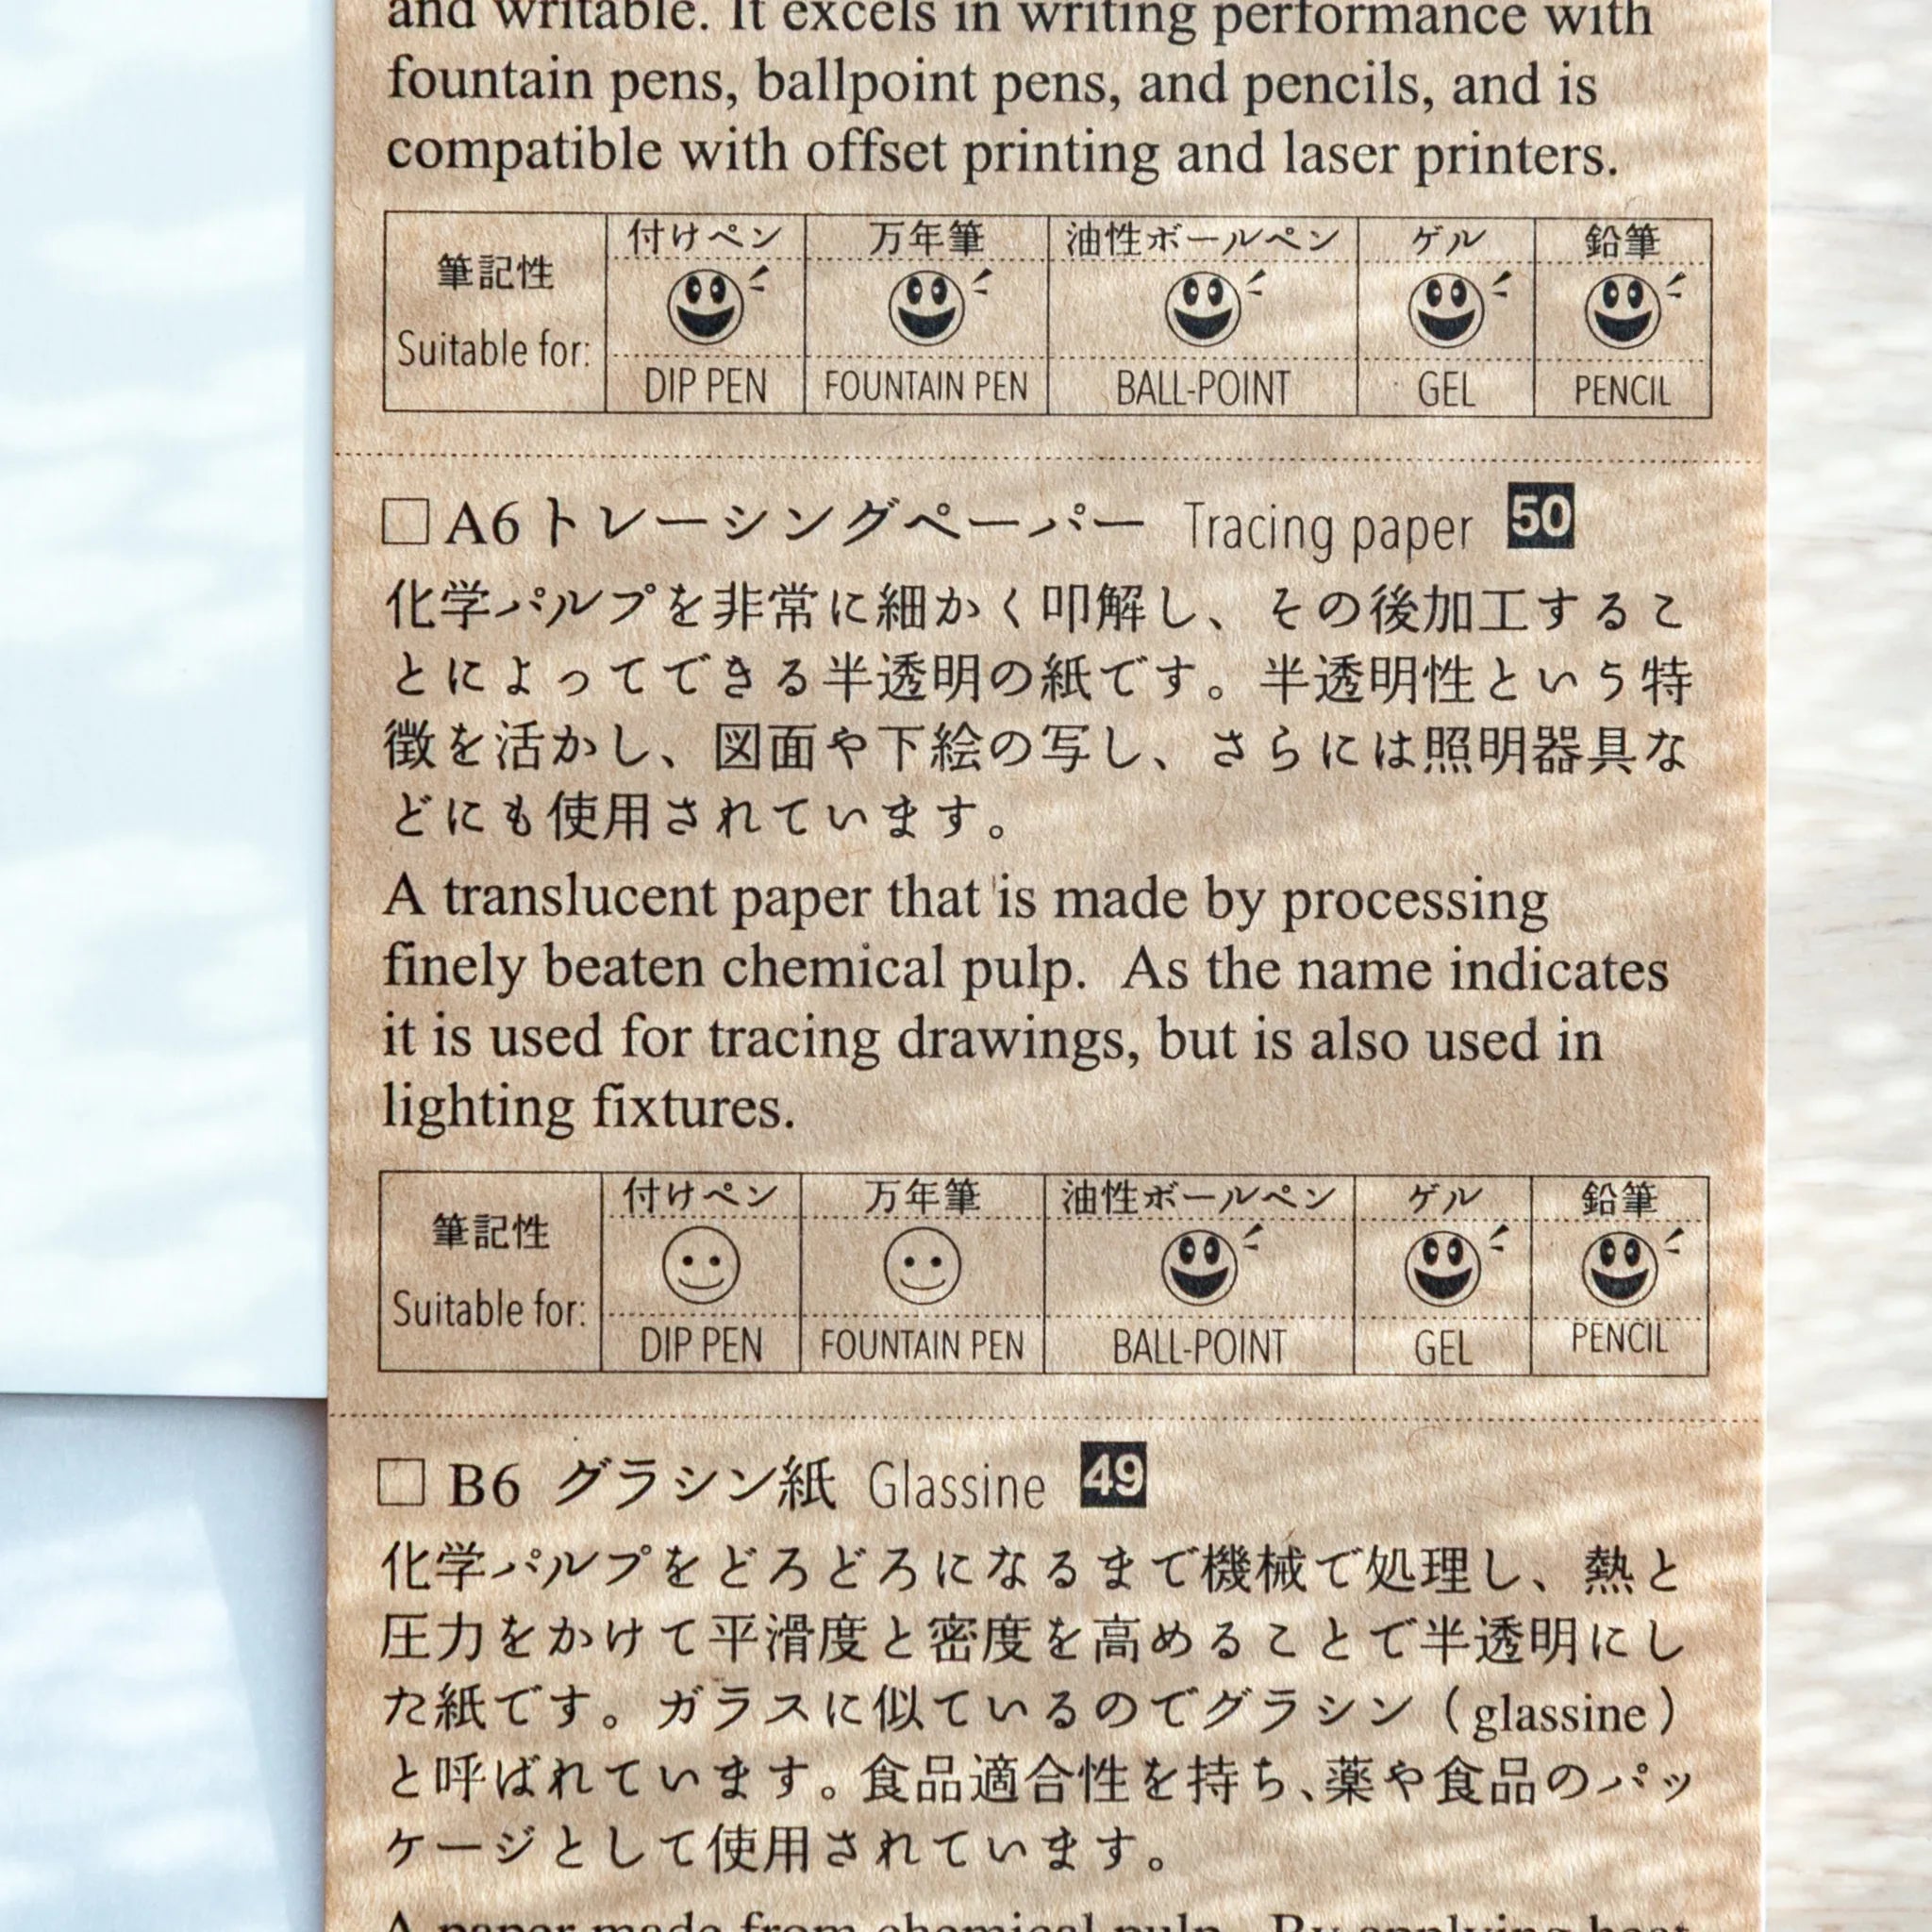 and writable. It excels in writing performance with
fountain pens, ballpoint pens, and pencils, and is
compatible with offset printing and laser printers.
筆記性 付けペン 万年筆 油性ボールペン ゲル 鉛筆
Suitable for: DIP PEN FOUNTAIN PEN BALL-POINT GEL PENCIL
□ A6 トレーシングペーパー Tracing paper 50
化学パルプを非常に細かく叩解し、その後加工するこ
とによってできる半透明の紙です。半透明性という特
徴を活かし、図面や下絵の写し、さらには照明器具な
どにも使用されています。
A translucent paper that is made by processing
finely beaten chemical pulp. As the name indicates
it is used for tracing drawings, but is also used in
lighting fixtures.
筆記性 付けペン 万年筆 油性ボールペン ゲル 鉛筆
Suitable for: DIP PEN FOUNTAIN PEN BALL-POINT GEL PENCIL
□ B6 グラシン紙 Glassine 49
化学パルプをどろどろになるまで機械で処理し、熱と
圧力をかけて平滑度と密度を高めることで半透明にし
た紙です。ガラスに似ているのでグラシン（glassine）
と呼ばれています。食品適合性を持ち、薬や食品のパッ
ケージとして使用されています。
A paper made from chemical pulp. By applying heat